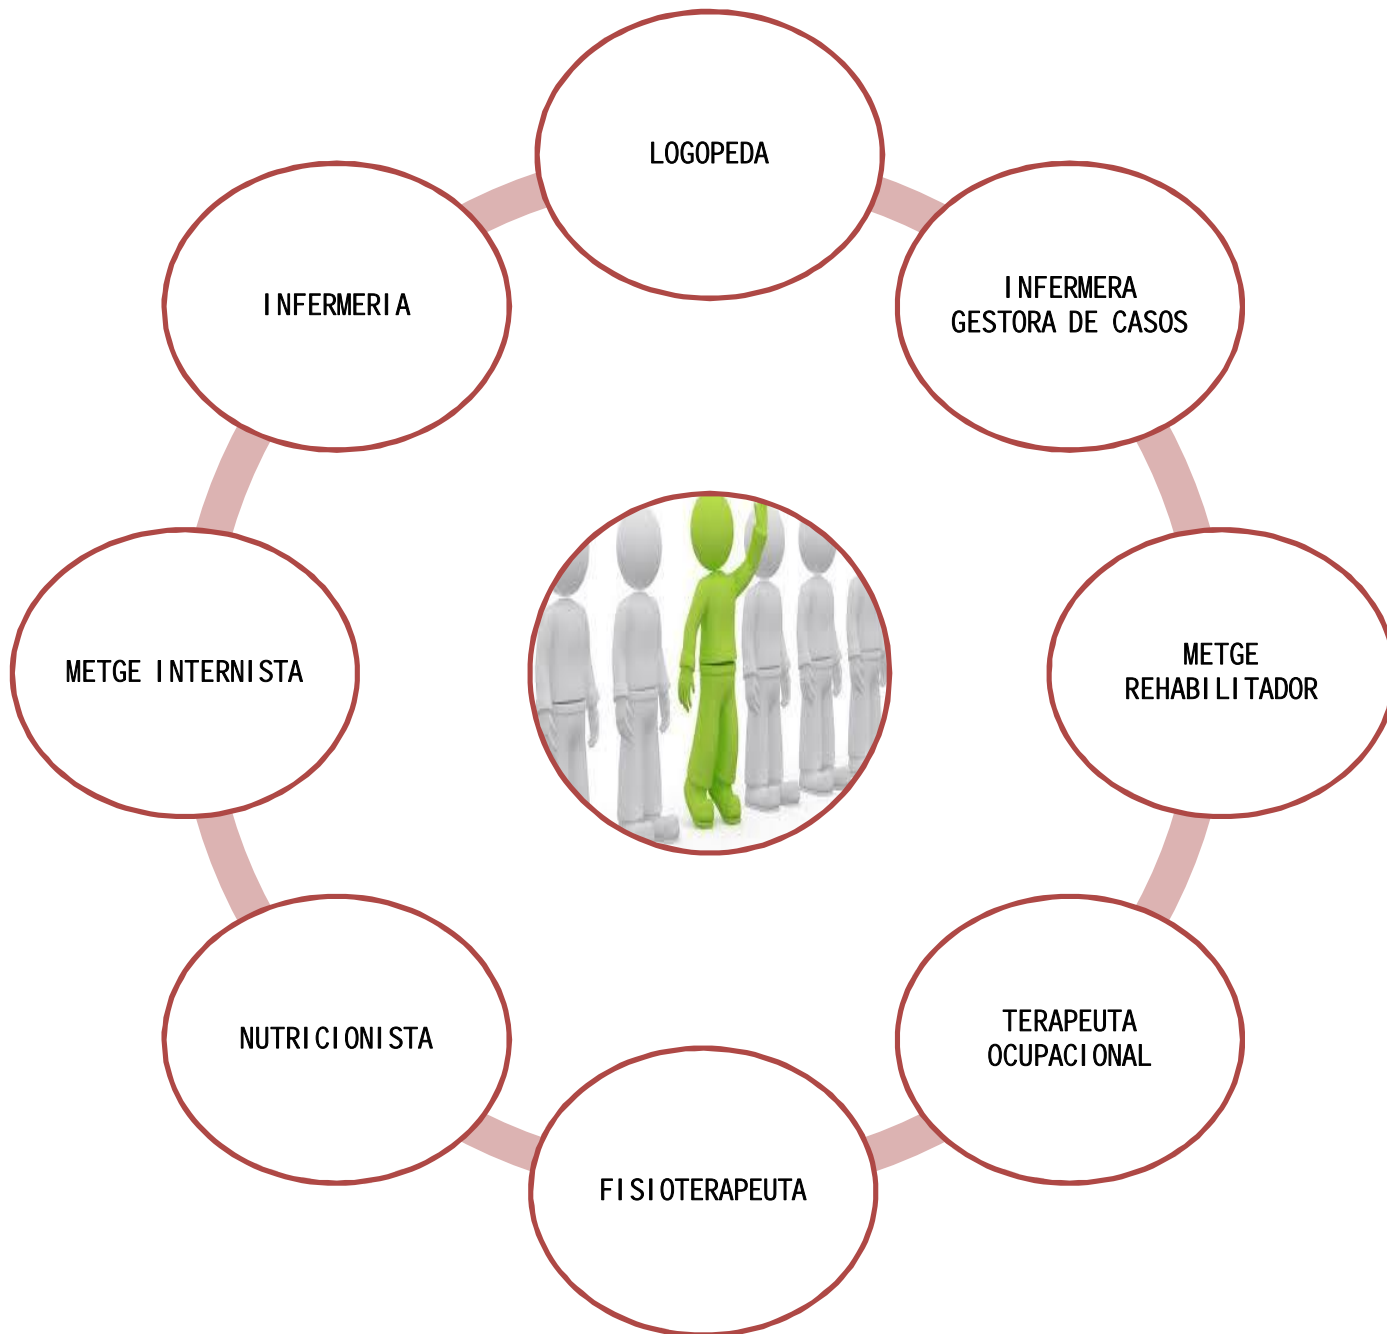 LOGOPEDA
INFERMERIA
INFERMERA
GESTORA DE CASOS
METGE INTERNISTA
METGE
REHABILITADOR
NUTRICIONISTA
TERAPEUTA
OCUPACIONAL
FISIOTERAPEUTA